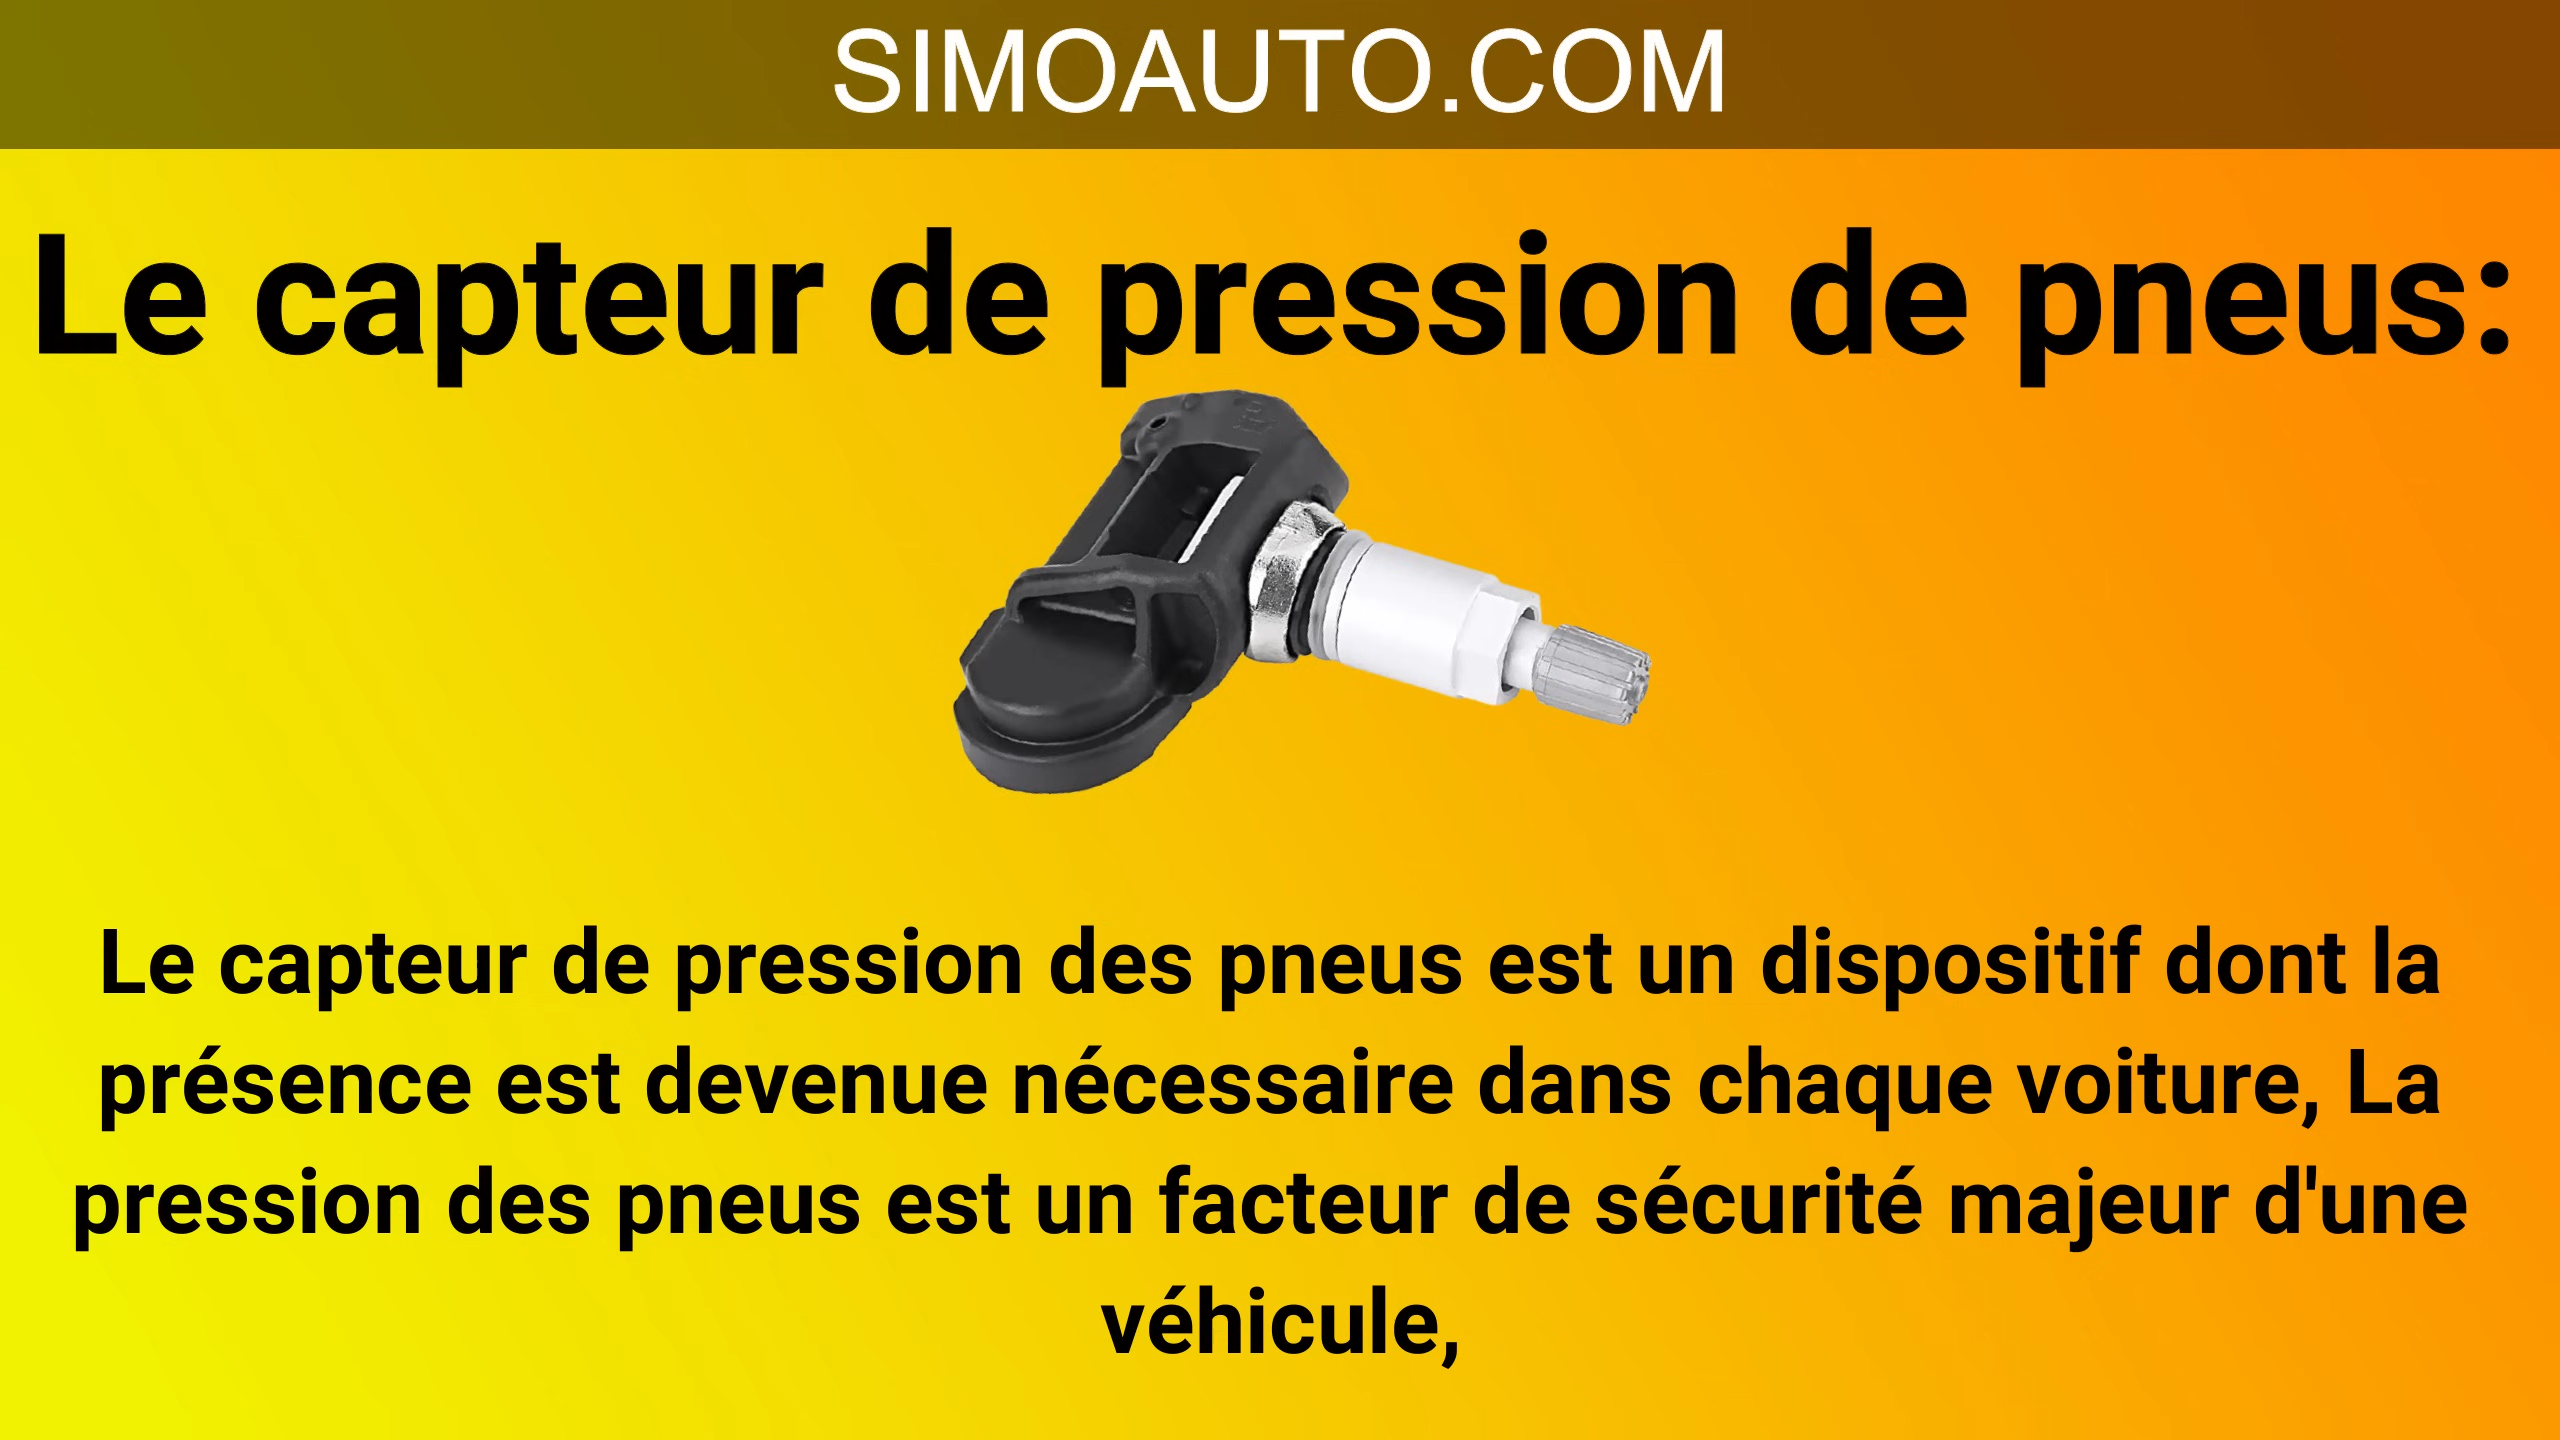 SIMOAUTO.COM
Le capteur de pression de pneus:
Le capteur de pression des pneus est un dispositif dont la
présence est devenue nécessaire dans chaque voiture, La
pression des pneus est un facteur de sécurité majeur d'une
véhicule,